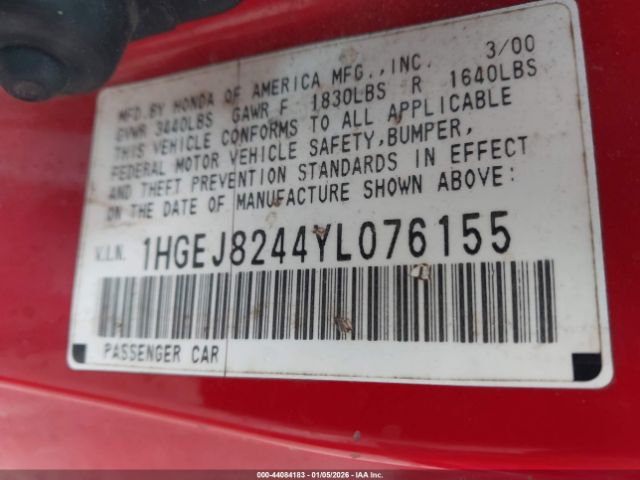 MFD.BY HONDA OF AMERICA MFG.,INC. 3/00
GVWR 3440LBS GAWR F 1830LBS R 1640LBS
THIS VEHICLE CONFORMS TO ALL APPLICABLE
FEDERAL MOTOR VEHICLE SAFETY,BUMPER,
AND THEFT PREVENTION STANDARDS IN EFFECT
ON THE DATE OF MANUFACTURE SHOWN ABOVE:
V.I.N. 1HGEJ8244YL076155
PASSENGER CAR
000-44084183 - 01/05/2026 - IAA Inc.